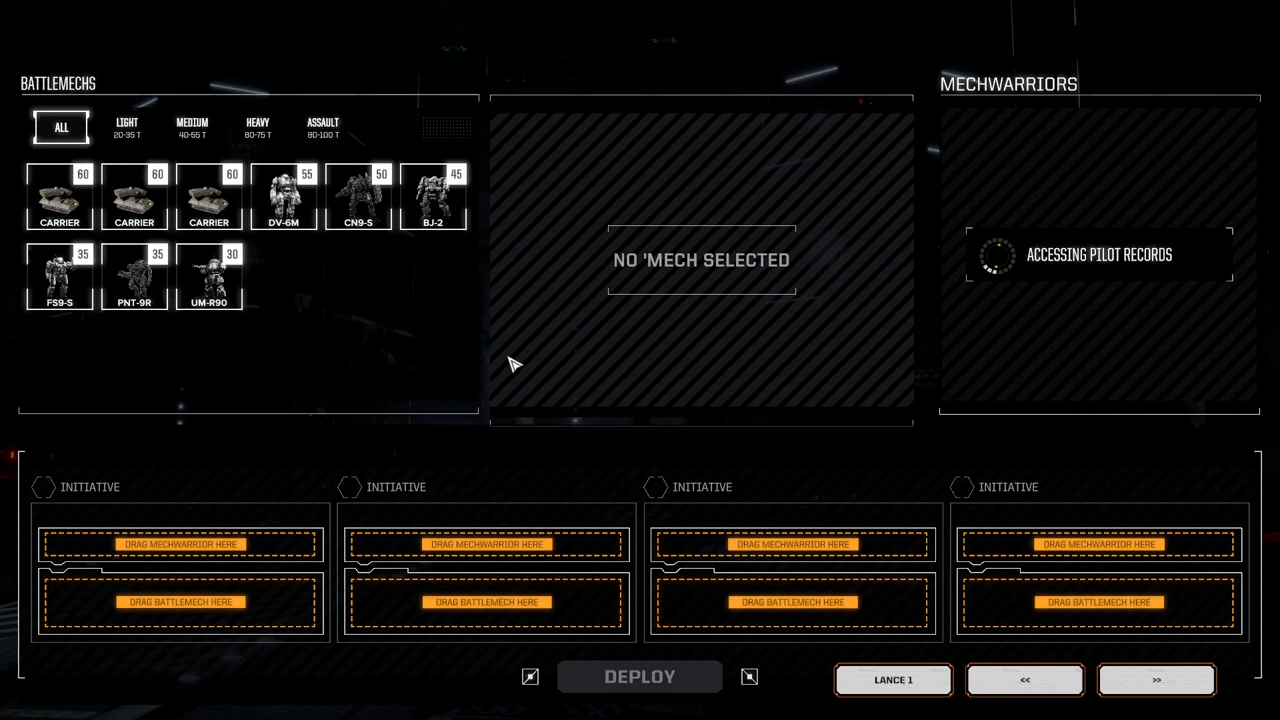 BATTLEMECHS
ALL
LIGHT
20-35 T
MEDIUM
40-55 T
HEAVY
60-75 T
ASSAULT
80-100 T
60
CARRIER
60
CARRIER
60
CARRIER
55
DV-6M
50
CN9-S
45
BJ-2
35
FS9-S
35
PNT-9R
30
UM-R90
NO 'MECH SELECTED
MECHWARRIORS
ACCESSING PILOT RECORDS
INITIATIVE
DRAG MECHWARRIOR HERE
DRAG BATTLEMECH HERE
INITIATIVE
DRAG MECHWARRIOR HERE
DRAG BATTLEMECH HERE
INITIATIVE
DRAG MECHWARRIOR HERE
DRAG BATTLEMECH HERE
INITIATIVE
DRAG MECHWARRIOR HERE
DRAG BATTLEMECH HERE
DEPLOY
LANCE 1
<<
>>